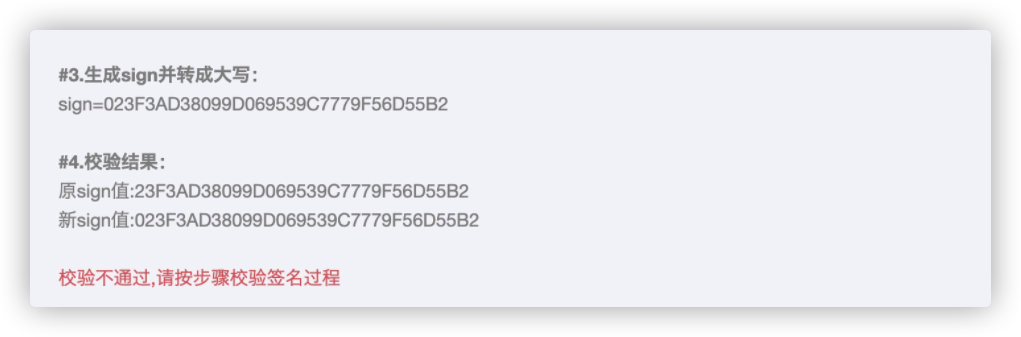 #3.生成sign并转成大写：
sign=023F3AD38099D069539C7779F56D55B2
#4.校验结果：
原sign值:23F3AD38099D069539C7779F56D55B2
新sign值:023F3AD38099D069539C7779F56D55B2
校验不通过,请按步骤校验签名过程